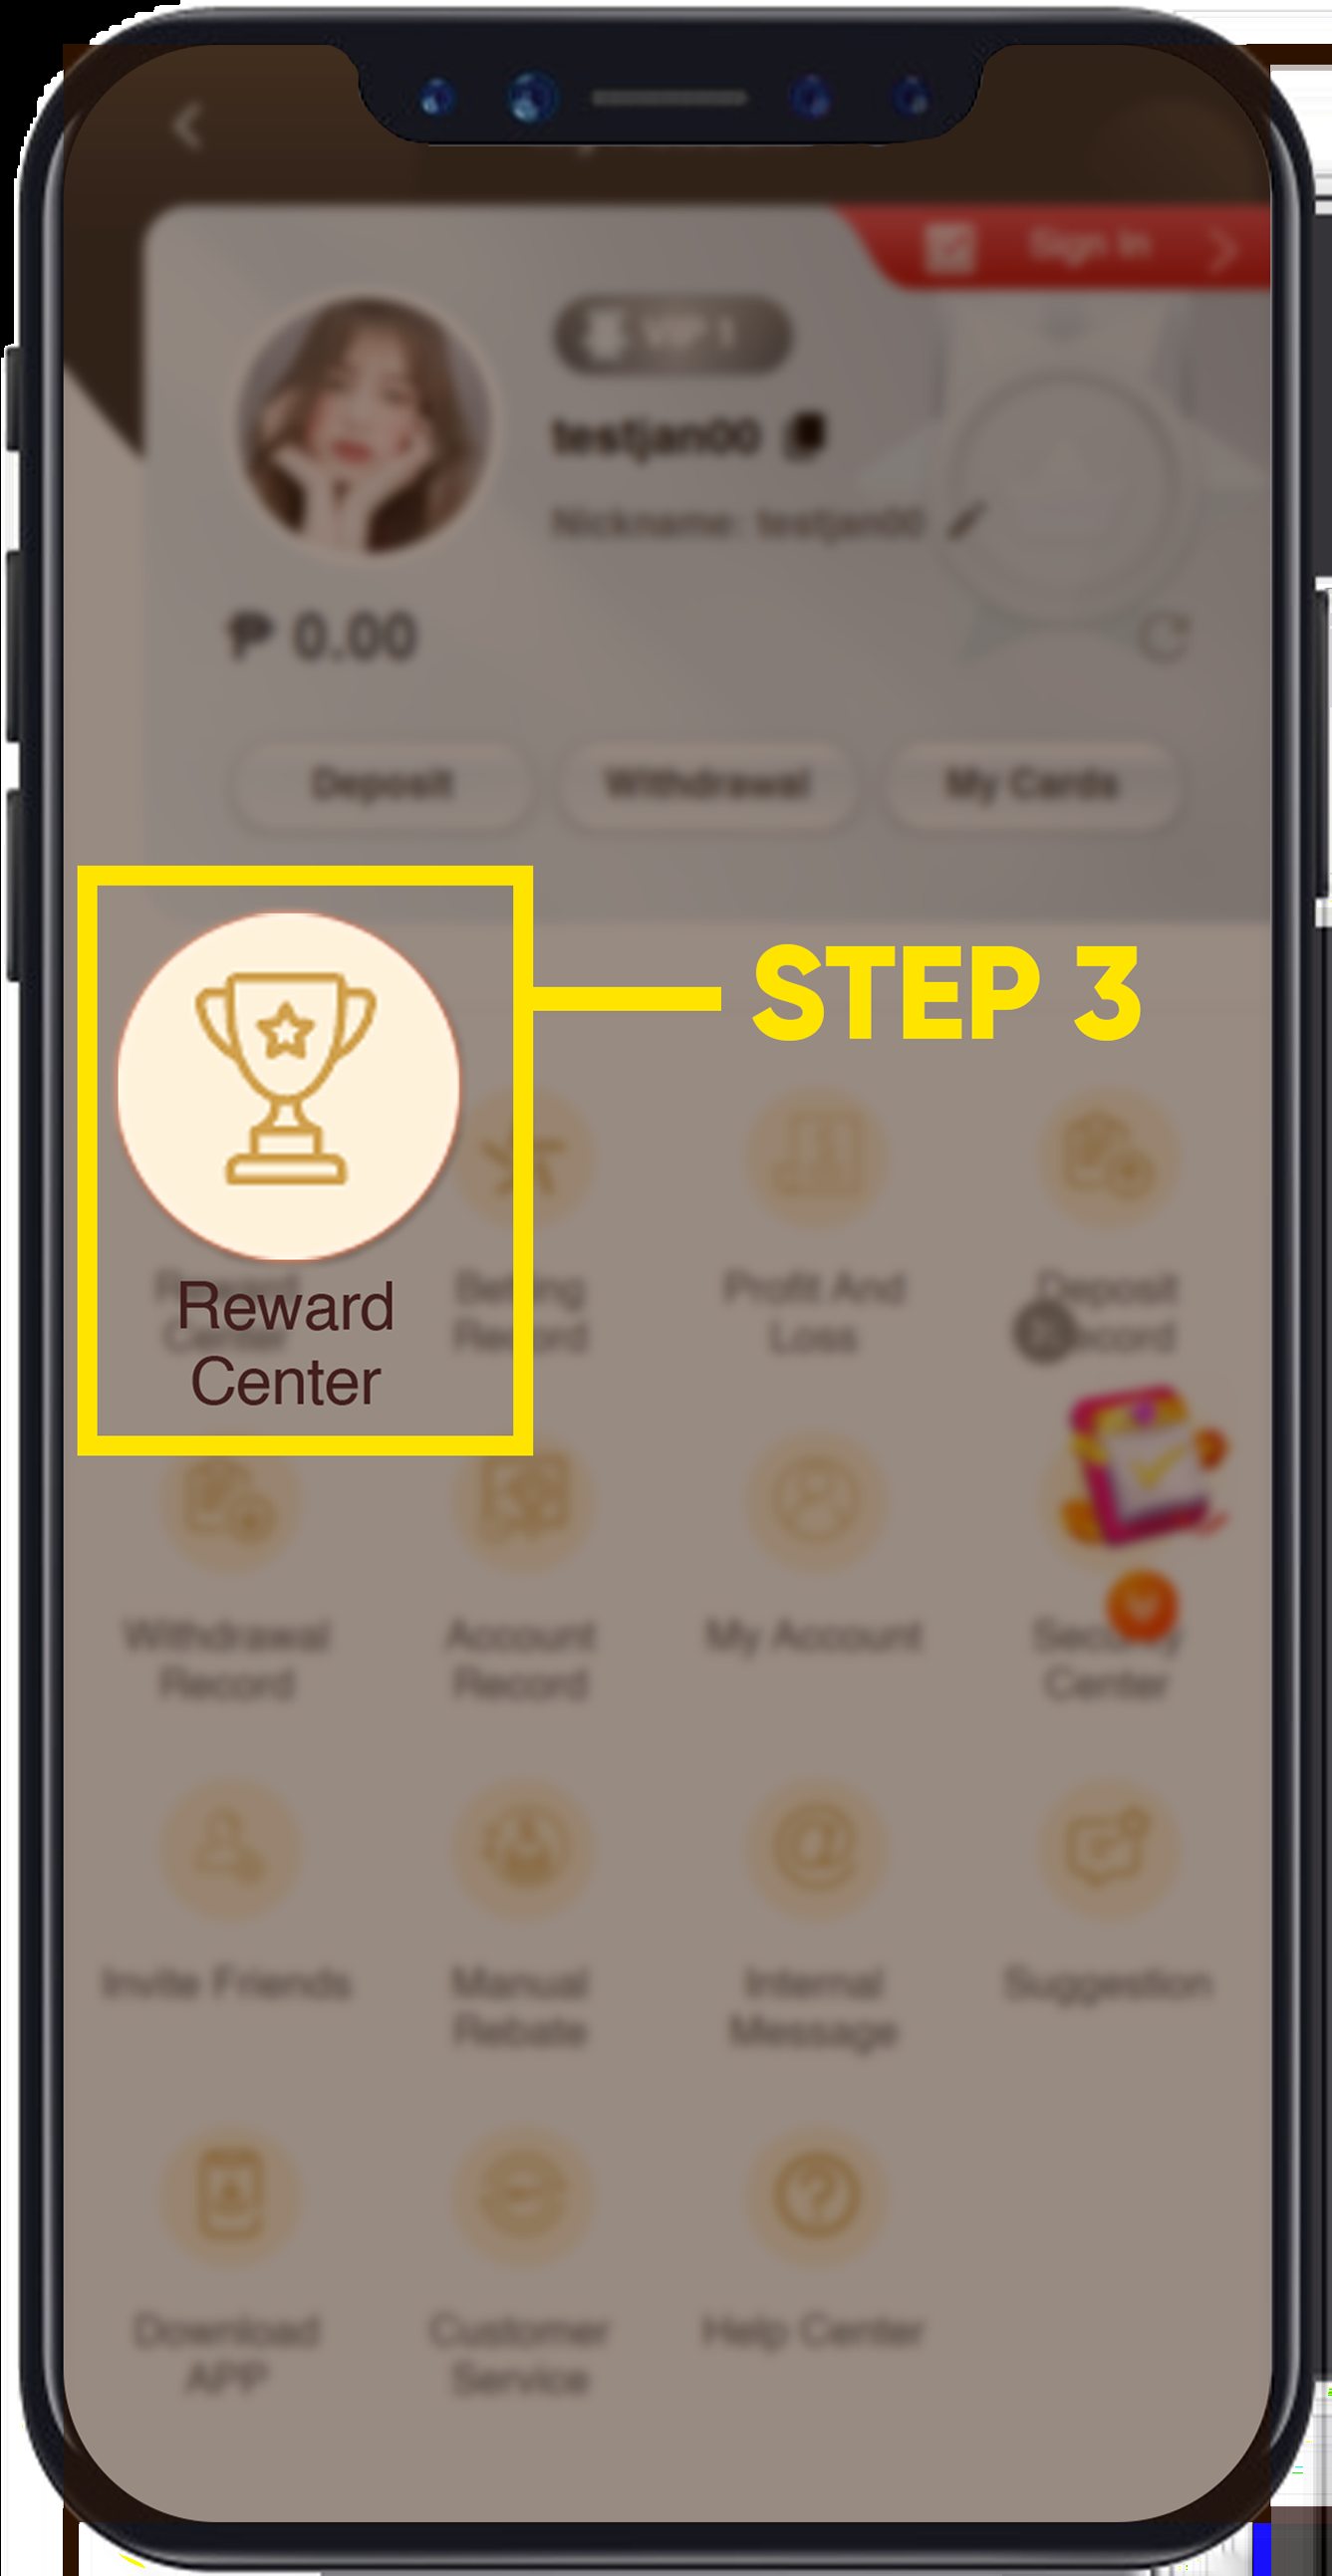 Sign In
VIP 1
testjan00
Nickname: testjan00
₱ 0.00
Deposit Withdrawal My Cards
STEP 3
Reward
Center
Reward Betting Profit And Deposit
Center Record Loss Record
Withdrawal Account My Account Security
Record Record Center
Invite Friends Manual Internal Suggestion
Rebate Message
Download Customer Help Center
APP Service